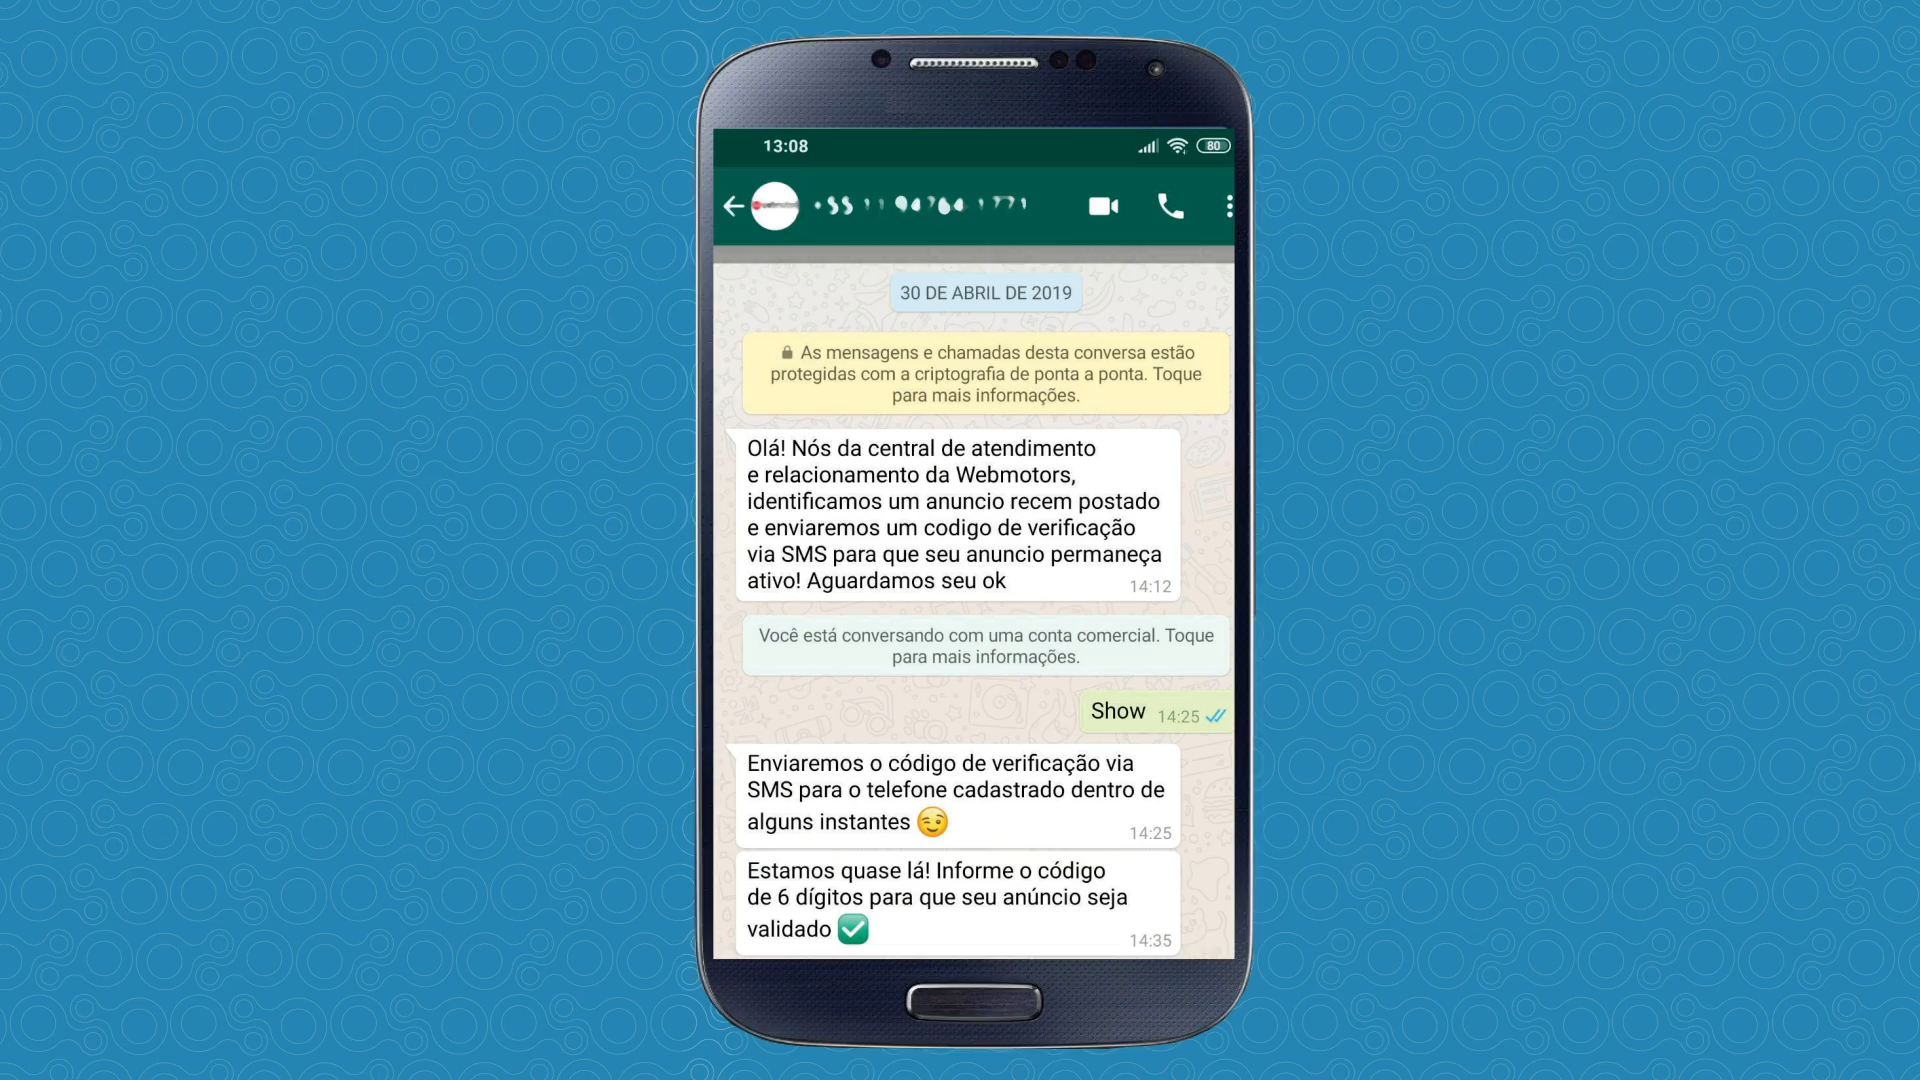 13:08
80
30 DE ABRIL DE 2019
As mensagens e chamadas desta conversa estão
protegidas com a criptografia de ponta a ponta. Toque
para mais informações.
Olá! Nós da central de atendimento
e relacionamento da Webmotors,
identificamos um anuncio recem postado
e enviaremos um codigo de verificação
via SMS para que seu anuncio permaneça
ativo! Aguardamos seu ok
14:12
Você está conversando com uma conta comercial. Toque
para mais informações.
Show 14:25
Enviaremos o código de verificação via
SMS para o telefone cadastrado dentro de
alguns instantes 😉
14:25
Estamos quase lá! Informe o código
de 6 dígitos para que seu anúncio seja
validado ✅
14:35